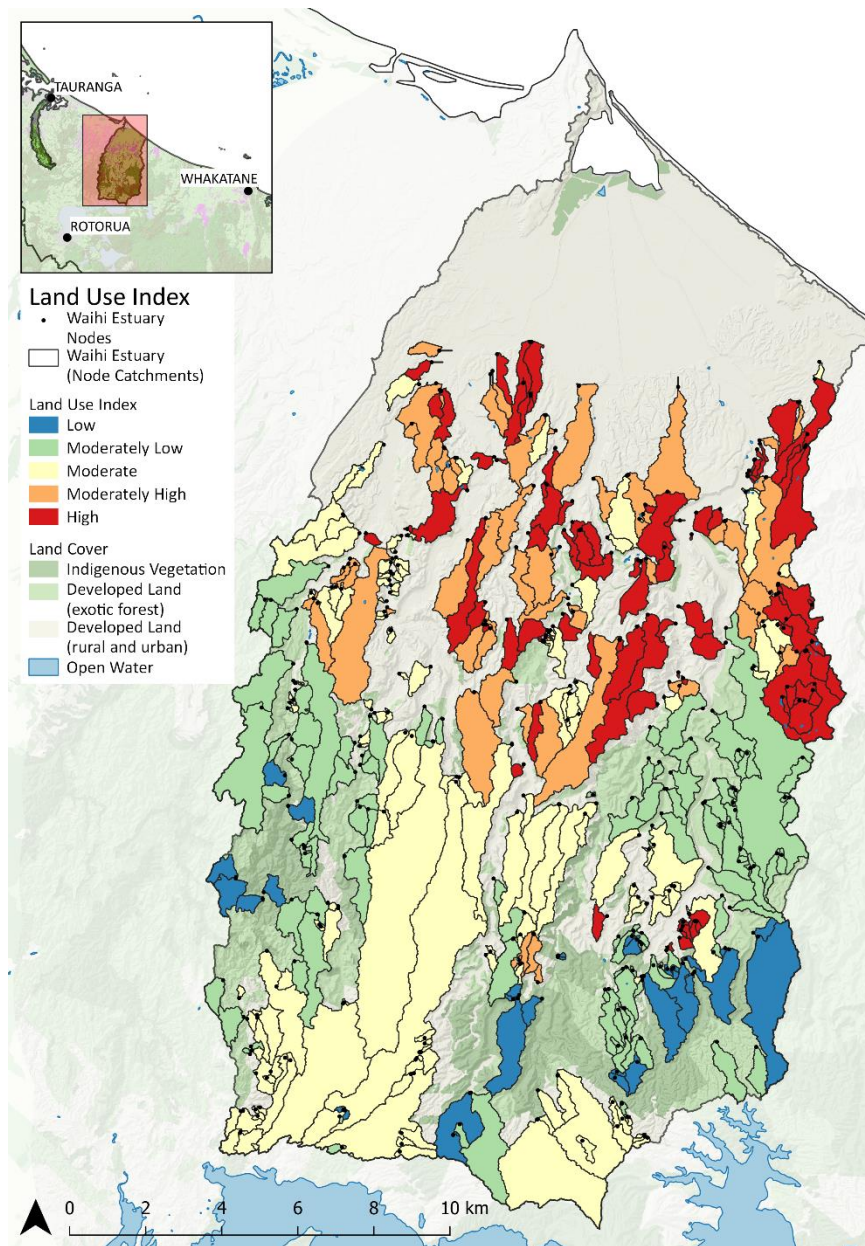 TAURANGA
WHAKATANE
ROTORUA
Land Use Index
Waihi Estuary
Nodes
Waihi Estuary
(Node Catchments)
Land Use Index
Low
Moderately Low
Moderate
Moderately High
High
Land Cover
Indigenous Vegetation
Developed Land
(exotic forest)
Developed Land
(rural and urban)
Open Water
0 2 4 6 8 10 km